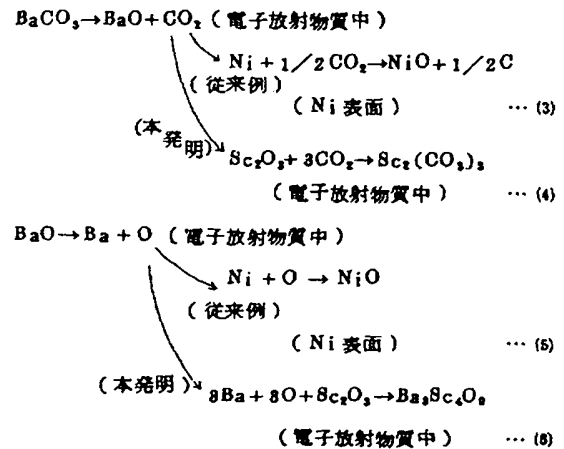 BaCO₃→BaO+CO₂(電子放射物質中)
Ni+1/2CO₂→NiO+1/2C
(従来例)
(Ni表面) … (3)
(本発明)
Sc₂O₃+3CO₂→Sc₂(CO₃)₃
(電子放射物質中) … (4)
BaO→Ba+O (電子放射物質中)
Ni+O→NiO
(従来例)
(Ni表面) … (5)
(本発明) 3Ba+3O+Sc₂O₃→Ba₃Sc₄O₉
(電子放射物質中) … (6)